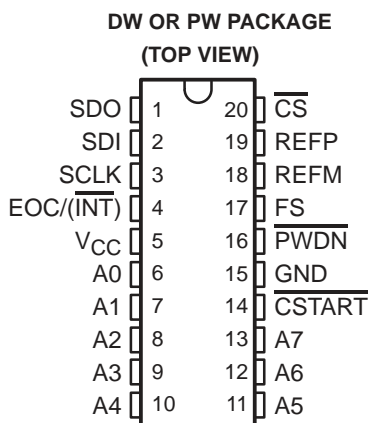 DW OR PW PACKAGE
(TOP VIEW)
SDO 1 20 CS
SDI 2 19 REFP
SCLK 3 18 REFM
EOC/(INT) 4 17 FS
VCC 5 16 PWDN
A0 6 15 GND
A1 7 14 CSTART
A2 8 13 A7
A3 9 12 A6
A4 10 11 A5